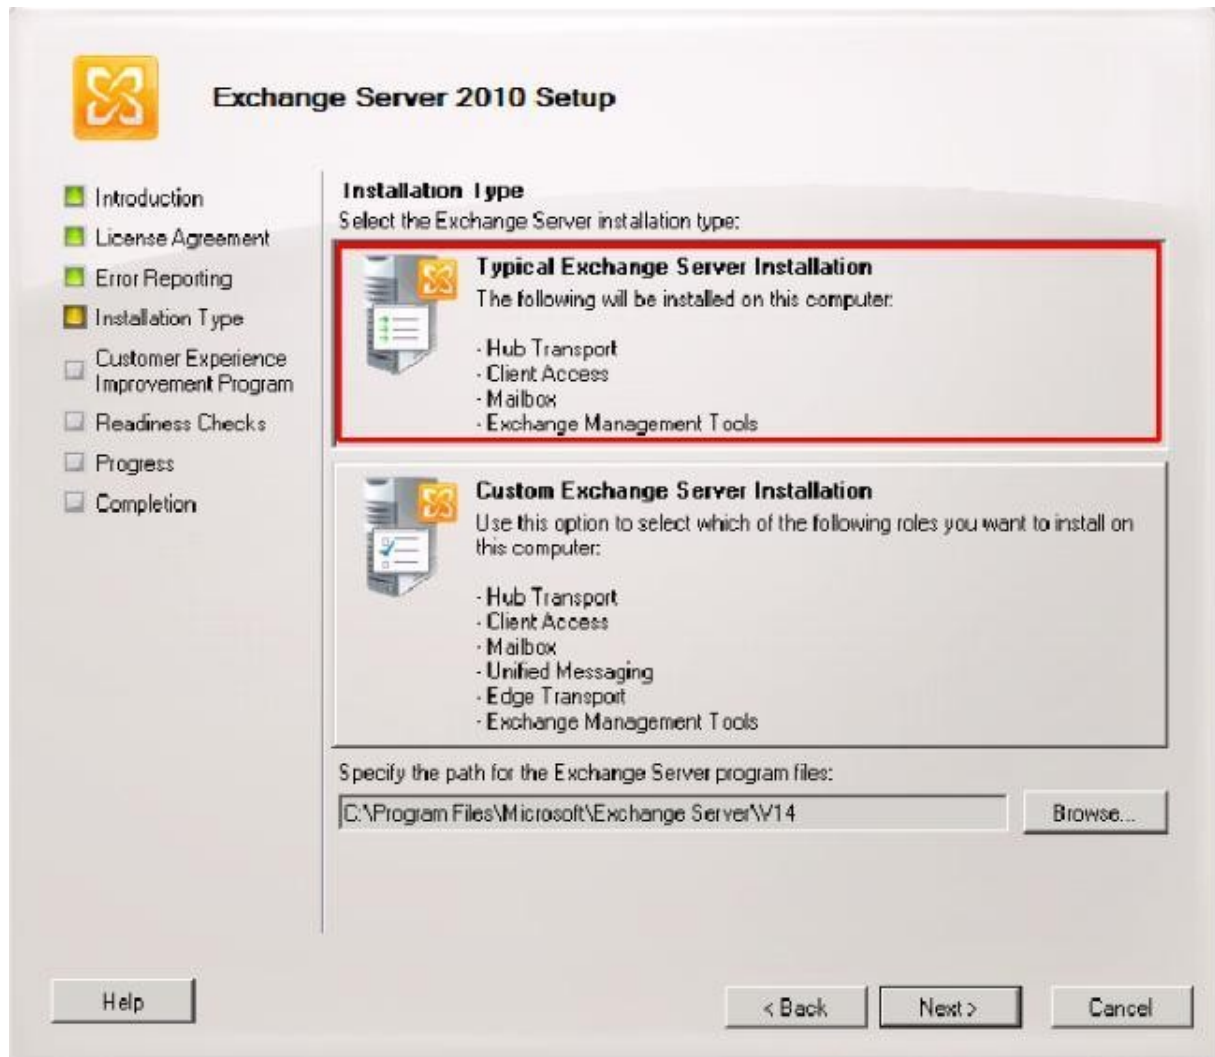 Exchange Server 2010 Setup
Introduction
License Agreement
Error Reporting
Installation Type
Customer Experience
Improvement Program
Readiness Checks
Progress
Completion
Installation Type
Select the Exchange Server installation type:
Typical Exchange Server Installation
The following will be installed on this computer:
- Hub Transport
- Client Access
- Mailbox
- Exchange Management Tools
Custom Exchange Server Installation
Use this option to select which of the following roles you want to install on
this computer:
- Hub Transport
- Client Access
- Mailbox
- Unified Messaging
- Edge Transport
- Exchange Management Tools
Specify the path for the Exchange Server program files:
C:\Program Files\Microsoft\Exchange Server\V14
Browse...
Help
< Back
Next >
Cancel